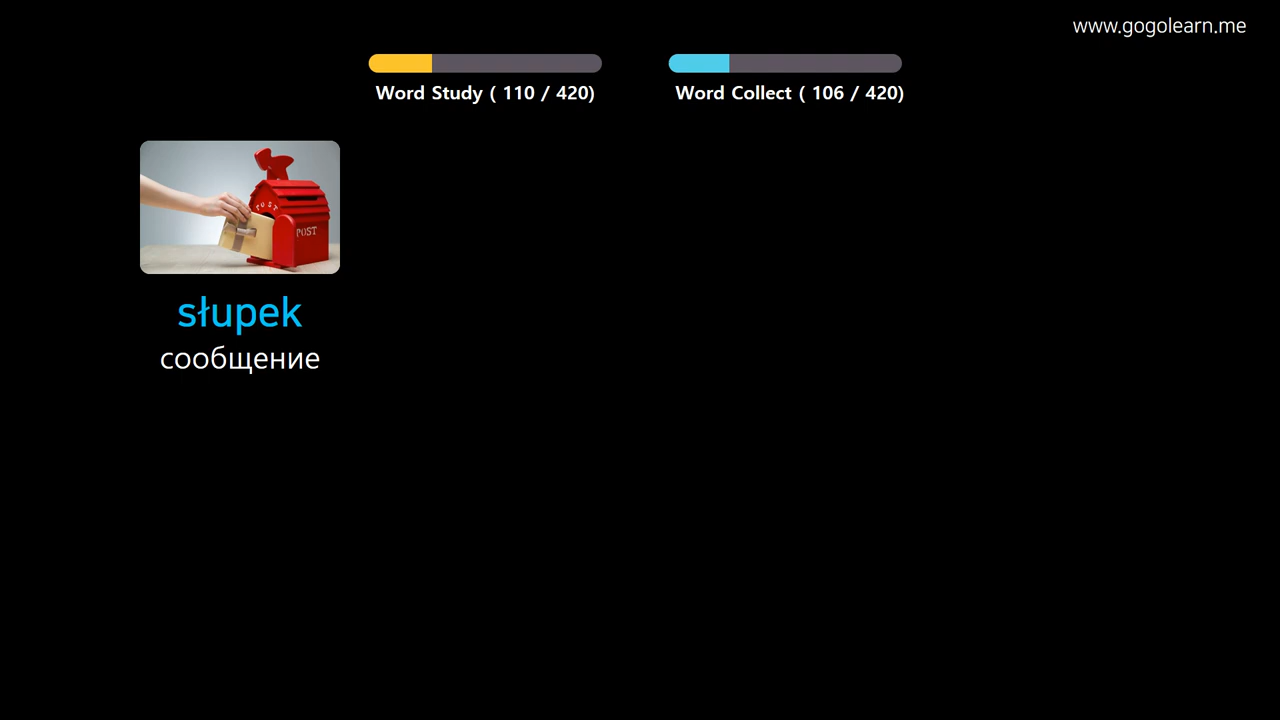 www.gogolearn.me
Word Study ( 110 / 420)
Word Collect ( 106 / 420)
POST
POST
słupek
сообщение